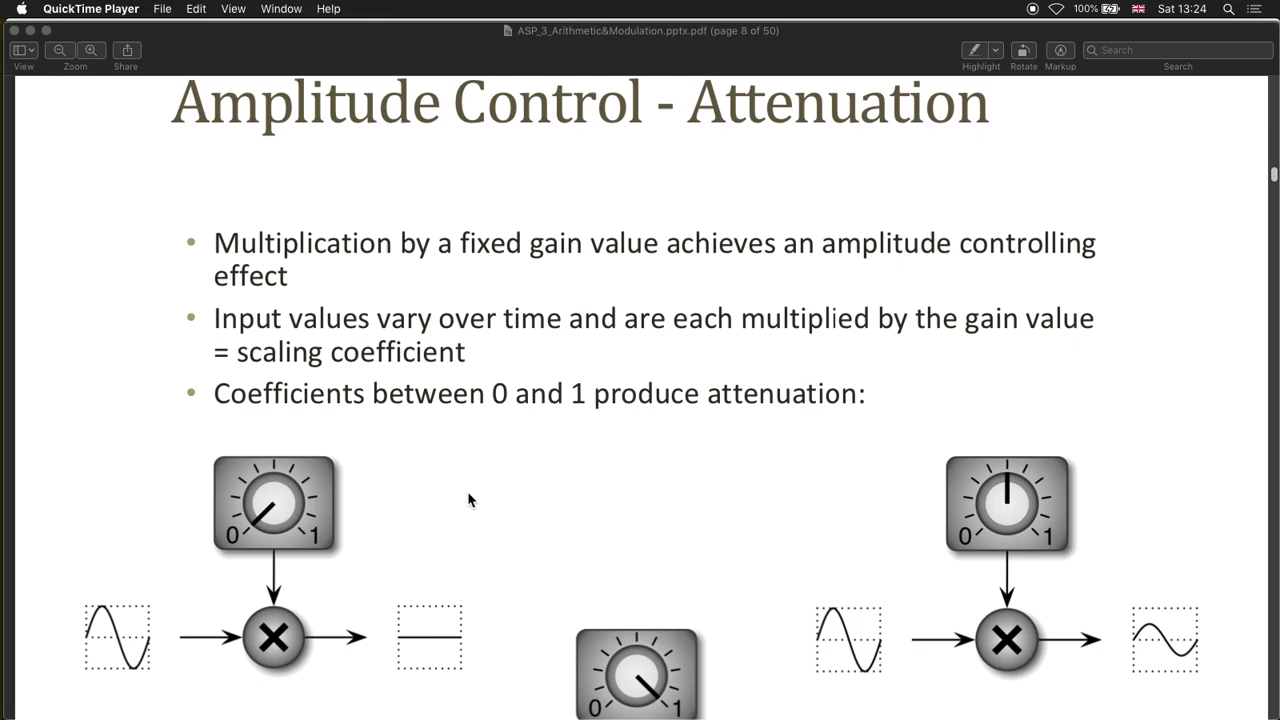 QuickTime Player File Edit View Window Help 100% Sat 13:24
ASP_3_Arithmetic&Modulation.pptx.pdf (page 8 of 50)
View Zoom Share Highlight Rotate Markup Search
Search
Amplitude Control - Attenuation
• Multiplication by a fixed gain value achieves an amplitude controlling
effect
• Input values vary over time and are each multiplied by the gain value
= scaling coefficient
• Coefficients between 0 and 1 produce attenuation:
0 1
0 1
0 1